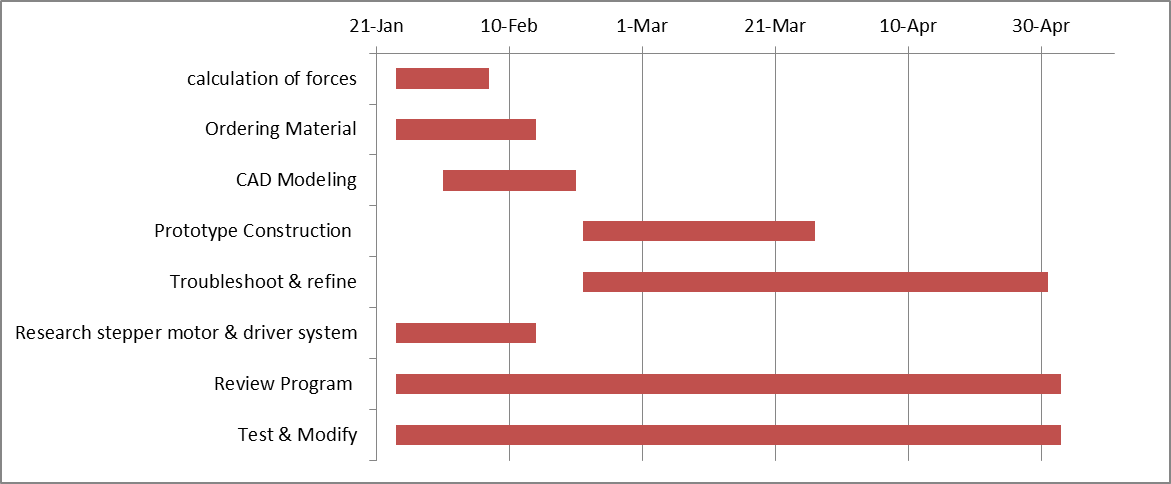 21-Jan 10-Feb 1-Mar 21-Mar 10-Apr 30-Apr
calculation of forces
Ordering Material
CAD Modeling
Prototype Construction
Troubleshoot & refine
Research stepper motor & driver system
Review Program
Test & Modify